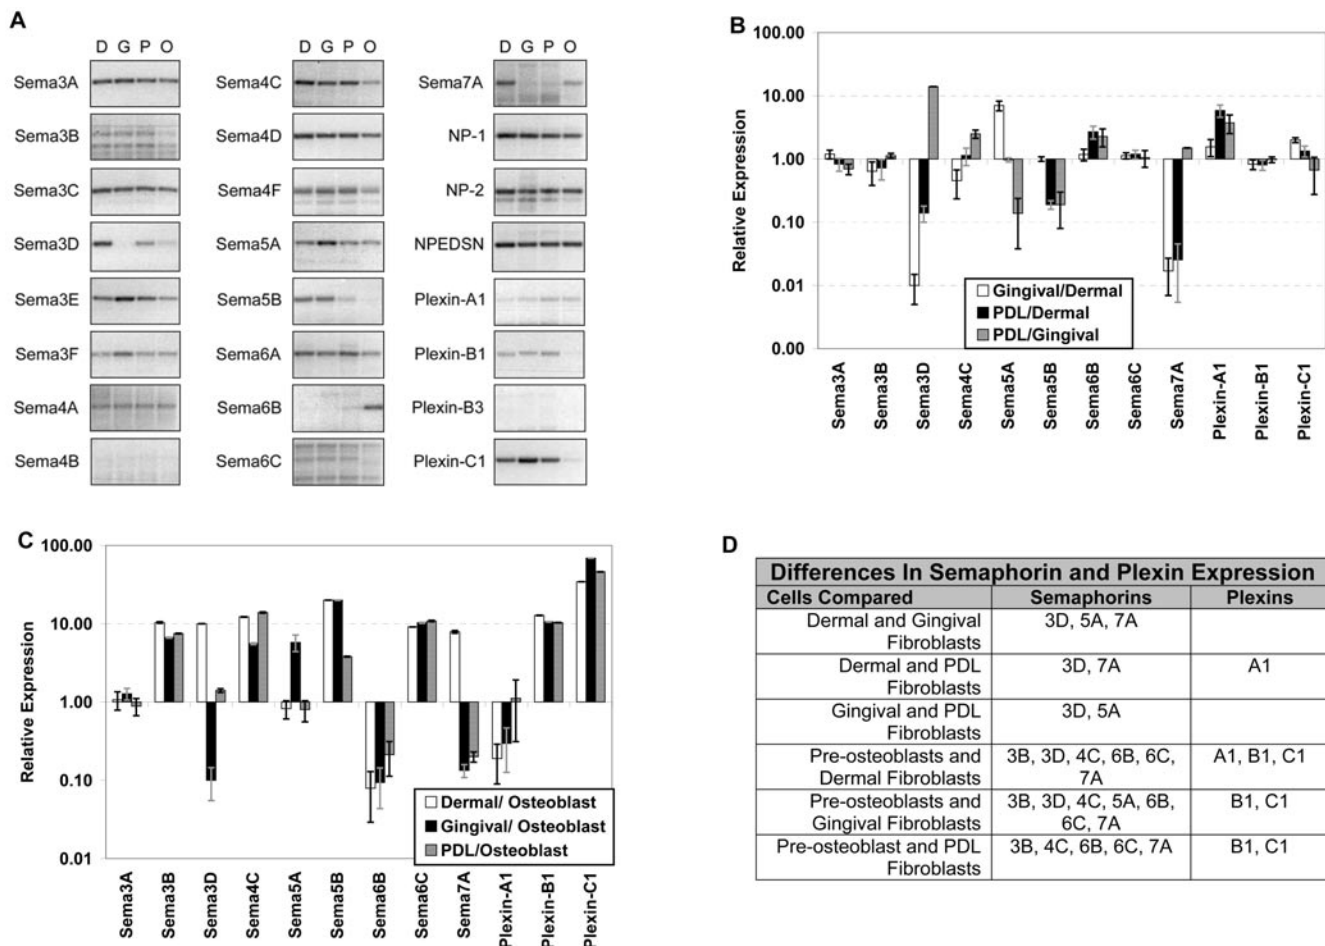 A
D G P O
Sema3A
Sema3B
Sema3C
Sema3D
Sema3E
Sema3F
Sema4A
Sema4B
D G P O
Sema4C
Sema4D
Sema4F
Sema5A
Sema5B
Sema6A
Sema6B
Sema6C
D G P O
Sema7A
NP-1
NP-2
NPEDSN
Plexin-A1
Plexin-B1
Plexin-B3
Plexin-C1
B
Relative Expression
100.00
10.00
1.00
0.10
0.01
0.00
Gingival/Dermal
PDL/Dermal
PDL/Gingival
Sema3A
Sema3B
Sema3D
Sema4C
Sema5A
Sema5B
Sema6B
Sema6C
Sema7A
Plexin-A1
Plexin-B1
Plexin-C1
C
Relative Expression
100.00
10.00
1.00
0.10
0.01
Dermal/ Osteoblast
Gingival/ Osteoblast
PDL/Osteoblast
Sema3A
Sema3B
Sema3D
Sema4C
Sema5A
Sema5B
Sema6B
Sema6C
Sema7A
Plexin-A1
Plexin-B1
Plexin-C1
D
Differences In Semaphorin and Plexin Expression
Cells Compared Semaphorins Plexins
Dermal and Gingival 3D, 5A, 7A
Fibroblasts
Dermal and PDL 3D, 7A A1
Fibroblasts
Gingival and PDL 3D, 5A
Fibroblasts
Pre-osteoblasts and 3B, 3D, 4C, 6B, 6C, A1, B1, C1
Dermal Fibroblasts 7A
Pre-osteoblasts and 3B, 3D, 4C, 5A, 6B, B1, C1
Gingival Fibroblasts 6C, 7A
Pre-osteoblast and PDL 3B, 4C, 6B, 6C, 7A B1, C1
Fibroblasts